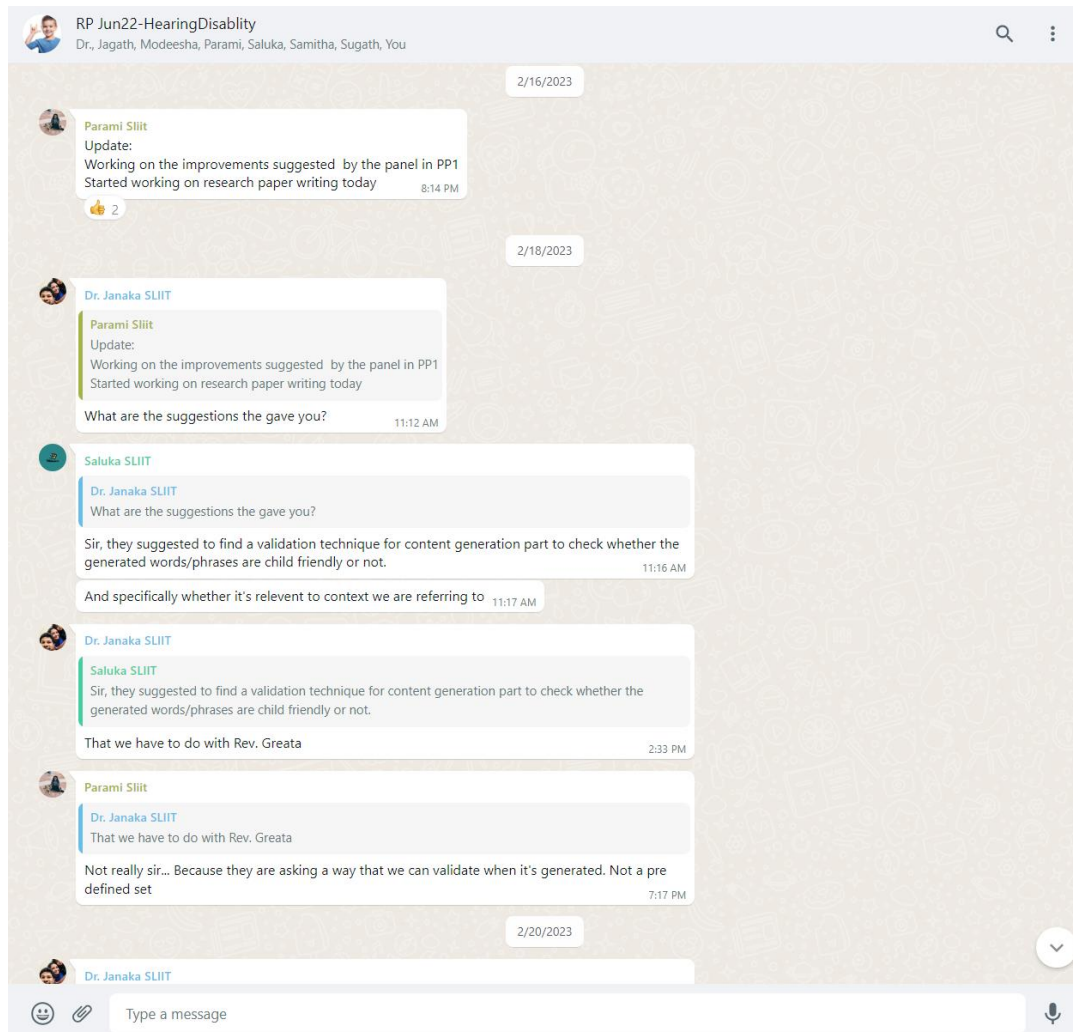 RP Jun22-HearingDisablity
Dr., Jagath, Modeesha, Parami, Saluka, Samitha, Sugath, You
2/16/2023
Parami Sliit
Update:
Working on the improvements suggested  by the panel in PP1
Started working on research paper writing today
8:14 PM
👍 2
2/18/2023
Dr. Janaka SLIIT
Parami Sliit
Update:
Working on the improvements suggested  by the panel in PP1
Started working on research paper writing today
What are the suggestions the gave you?
11:12 AM
Saluka SLIIT
Dr. Janaka SLIIT
What are the suggestions the gave you?
Sir, they suggested to find a validation technique for content generation part to check whether the
generated words/phrases are child friendly or not.
11:16 AM
And specifically whether it's relevent to context we are referring to 11:17 AM
Dr. Janaka SLIIT
Saluka SLIIT
Sir, they suggested to find a validation technique for content generation part to check whether the
generated words/phrases are child friendly or not.
That we have to do with Rev. Greata
2:33 PM
Parami Sliit
Dr. Janaka SLIIT
That we have to do with Rev. Greata
Not really sir... Because they are asking a way that we can validate when it's generated. Not a pre
defined set
7:17 PM
2/20/2023
Dr. Janaka SLIIT
Type a message